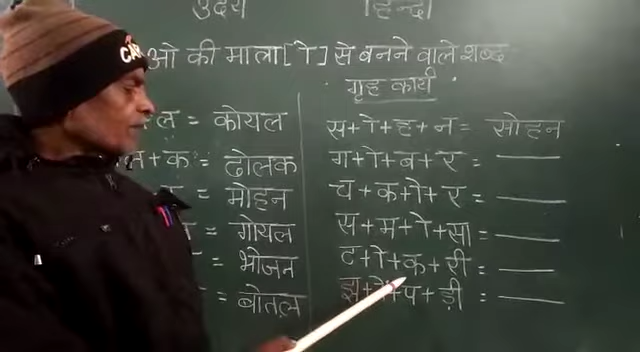 उदय हिन्दी
ओ की मात्रा [ ो ] से बनने वाले शब्द
गृह कार्य
ल = कोयल
स + ो + ह + न = सोहन
+ क = ढोलक
ग + ो + ब + र =
= मोहन
च + क + ो + र =
= गोयल
स + म + ो + सा =
= भोजन
ट + ो + क + री =
= बोतल
झ + ो + प + ड़ी =